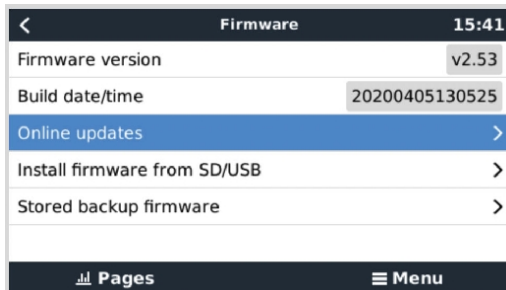 Firmware 15:41
Firmware version v2.53
Build date/time 20200405130525
Online updates
Install firmware from SD/USB
Stored backup firmware
Pages Menu